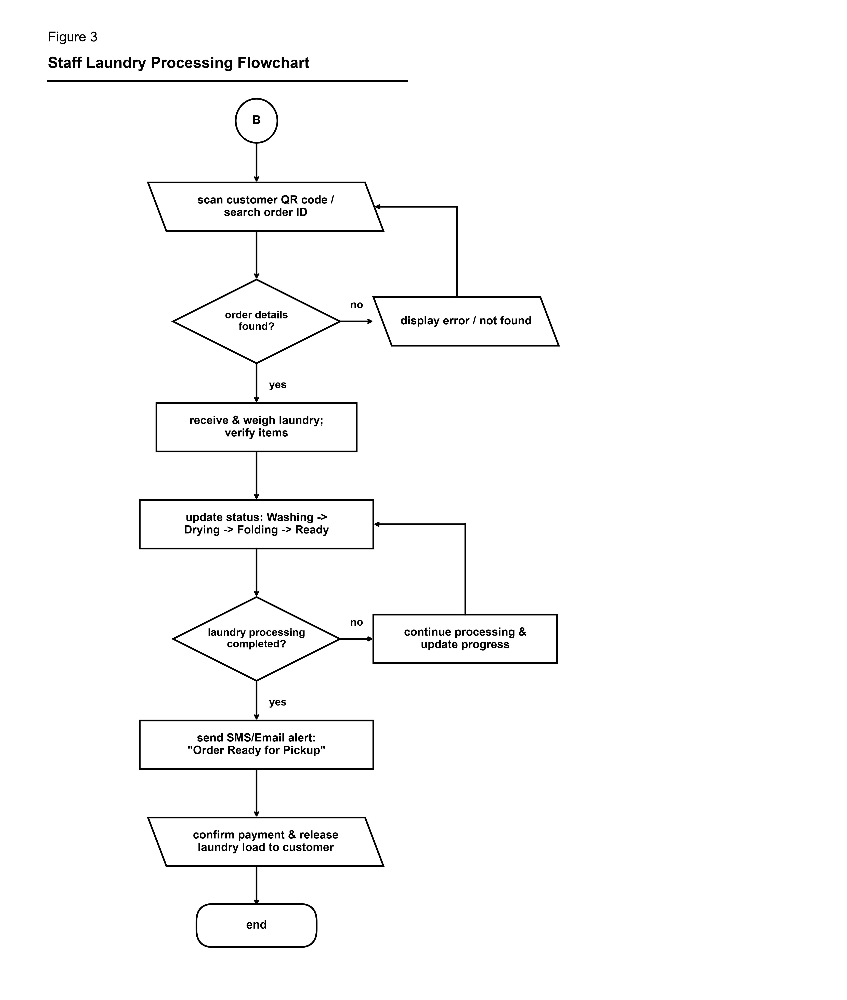 Figure 3
Staff Laundry Processing Flowchart
B
scan customer QR code /
search order ID
order details
found?
no
display error / not found
yes
receive & weigh laundry;
verify items
update status: Washing ->
Drying -> Folding -> Ready
laundry processing
completed?
no
continue processing &
update progress
yes
send SMS/Email alert:
"Order Ready for Pickup"
confirm payment & release
laundry load to customer
end